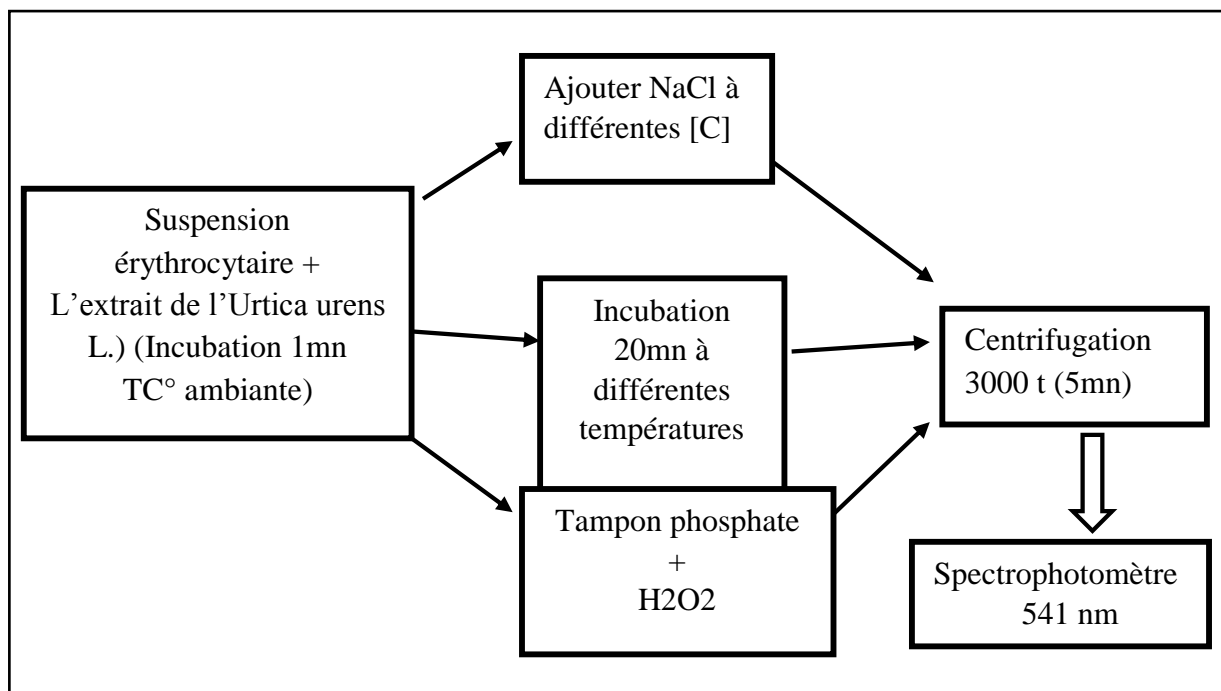 Ajouter NaCl à
différentes [C]
Suspension
érythrocytaire +
L’extrait de l’Urtica urens
L.) (Incubation 1mn
TC° ambiante)
Incubation
20mn à
différentes
températures
Tampon phosphate
+
H2O2
Centrifugation
3000 t (5mn)
Spectrophotomètre
541 nm